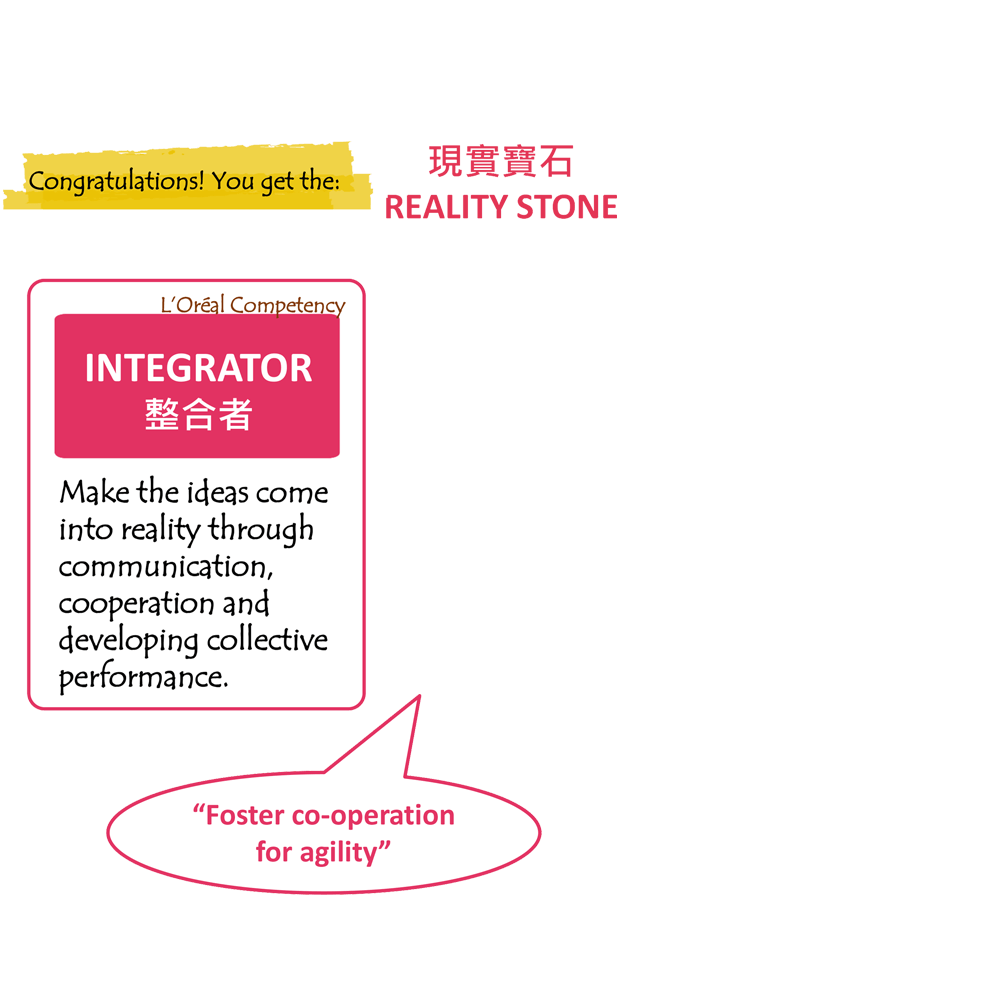 Congratulations! You get the:
現實寶石
REALITY STONE
L’Oréal Competency
INTEGRATOR
整合者
Make the ideas come
into reality through
communication,
cooperation and
developing collective
performance.
“Foster co-operation
for agility”